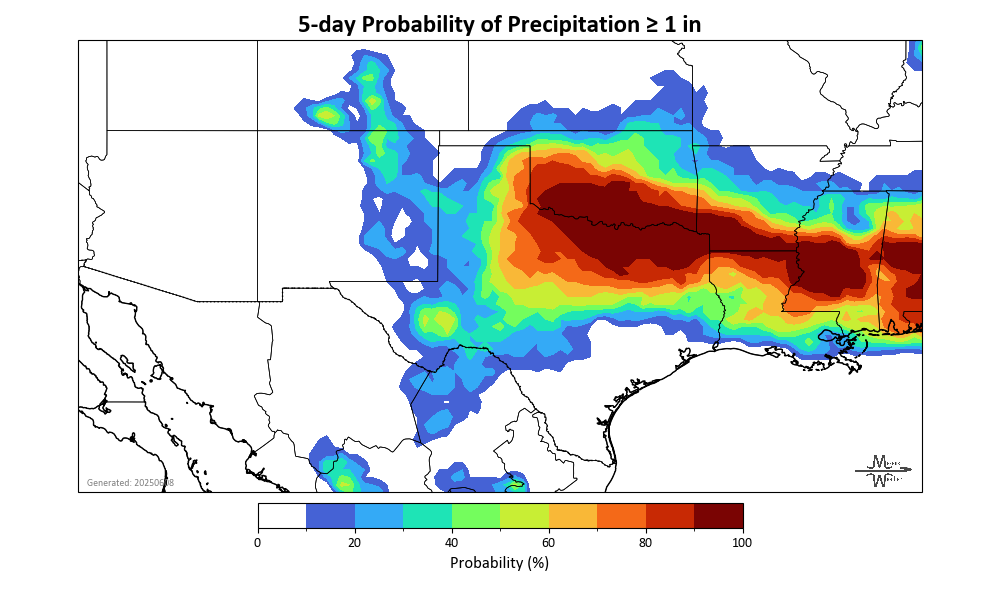 5-day Probability of Precipitation ≥ 1 in
Generated: 20250608
0 20 40 60 80 100
Probability (%)